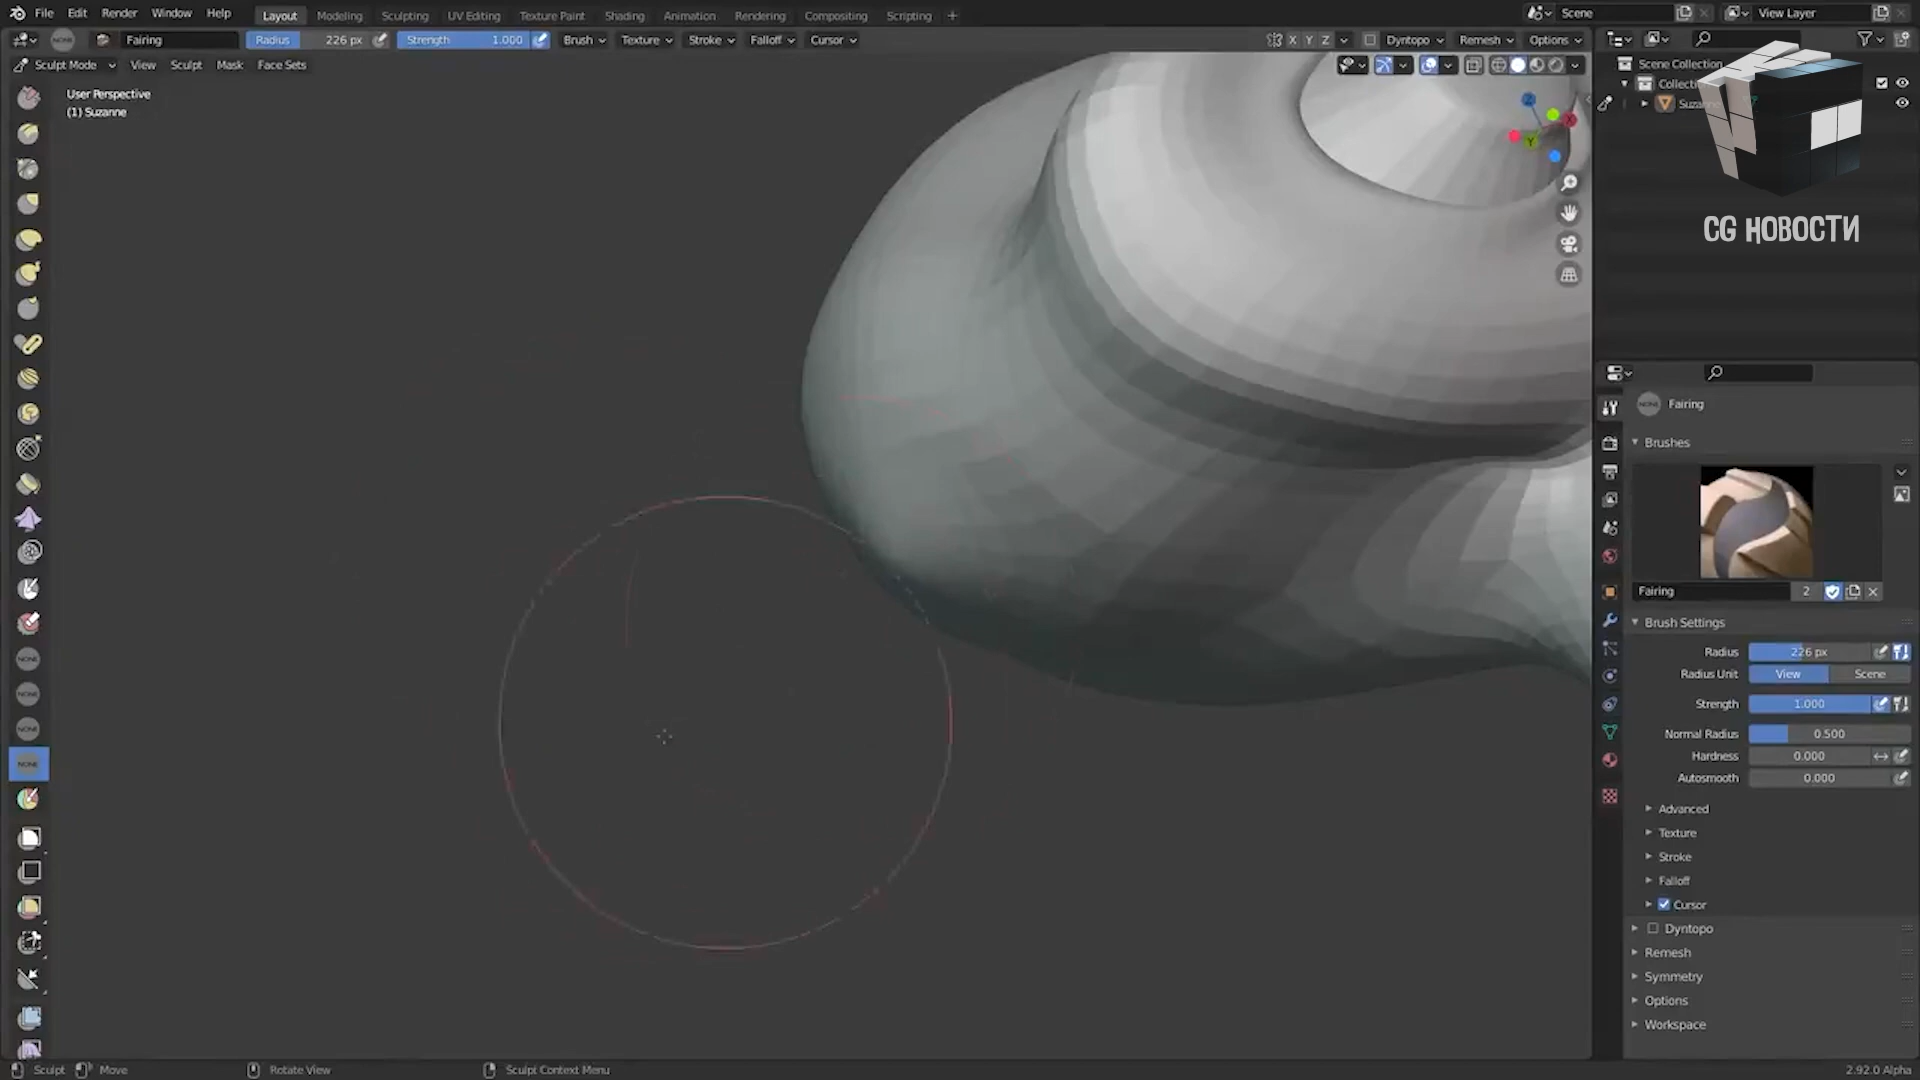 File Edit Render Window Help Layout Modeling Sculpting UV Editing Texture Paint Shading Animation Rendering Compositing Scripting + Scene View Layer
Fairing Radius 226 px Strength 1.000 Brush Texture Stroke Falloff Cursor X Y Z Dyntopo Remesh Options
Sculpt Mode View Sculpt Mask Face Sets
Scene Collection
User Perspective
(1) Suzanne
CG НОВОСТИ
Fairing
Brushes
Fairing 2
Brush Settings
Radius 226 px
Radius Unit View Scene
Strength 1.000
Normal Radius 0.500
Hardness 0.000
Autosmooth 0.000
Advanced
Texture
Stroke
Falloff
Cursor
Dyntopo
Remesh
Symmetry
Options
Workspace
Sculpt Move Rotate View Sculpt Context Menu 2.92.0 Alpha